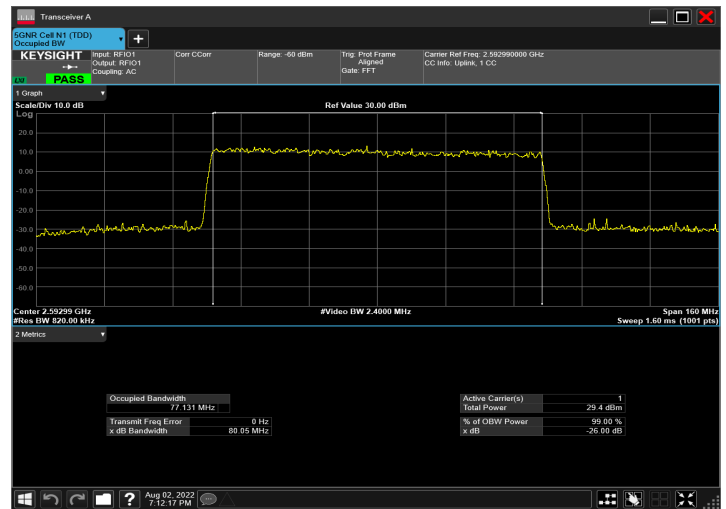 Transceiver A
5GNR Cell N1 (TDD)
Occupied BW
KEYSIGHT
PASS
Input: RFIO1
Output: RFIO1
Coupling: AC
Corr CCorr
Range: -60 dBm
Trig: Prot Frame
Aligned
Gate: FFT
Carrier Ref Freq: 2.592990000 GHz
CC Info: Uplink, 1 CC
1 Graph
Scale/Div 10.0 dB
Ref Value 30.00 dBm
Log
20.0
10.0
0.00
-10.0
-20.0
-30.0
-40.0
-50.0
-60.0
Center 2.59299 GHz
#Video BW 2.4000 MHz
Span 160 MHz
#Res BW 820.00 kHz
Sweep 1.60 ms (1001 pts)
2 Metrics
Occupied Bandwidth
77.131 MHz
Transmit Freq Error 0 Hz
x dB Bandwidth 80.05 MHz
Active Carrier(s) 1
Total Power 29.4 dBm
% of OBW Power 99.00 %
x dB -26.00 dB
Aug 02, 2022
7:12:17 PM